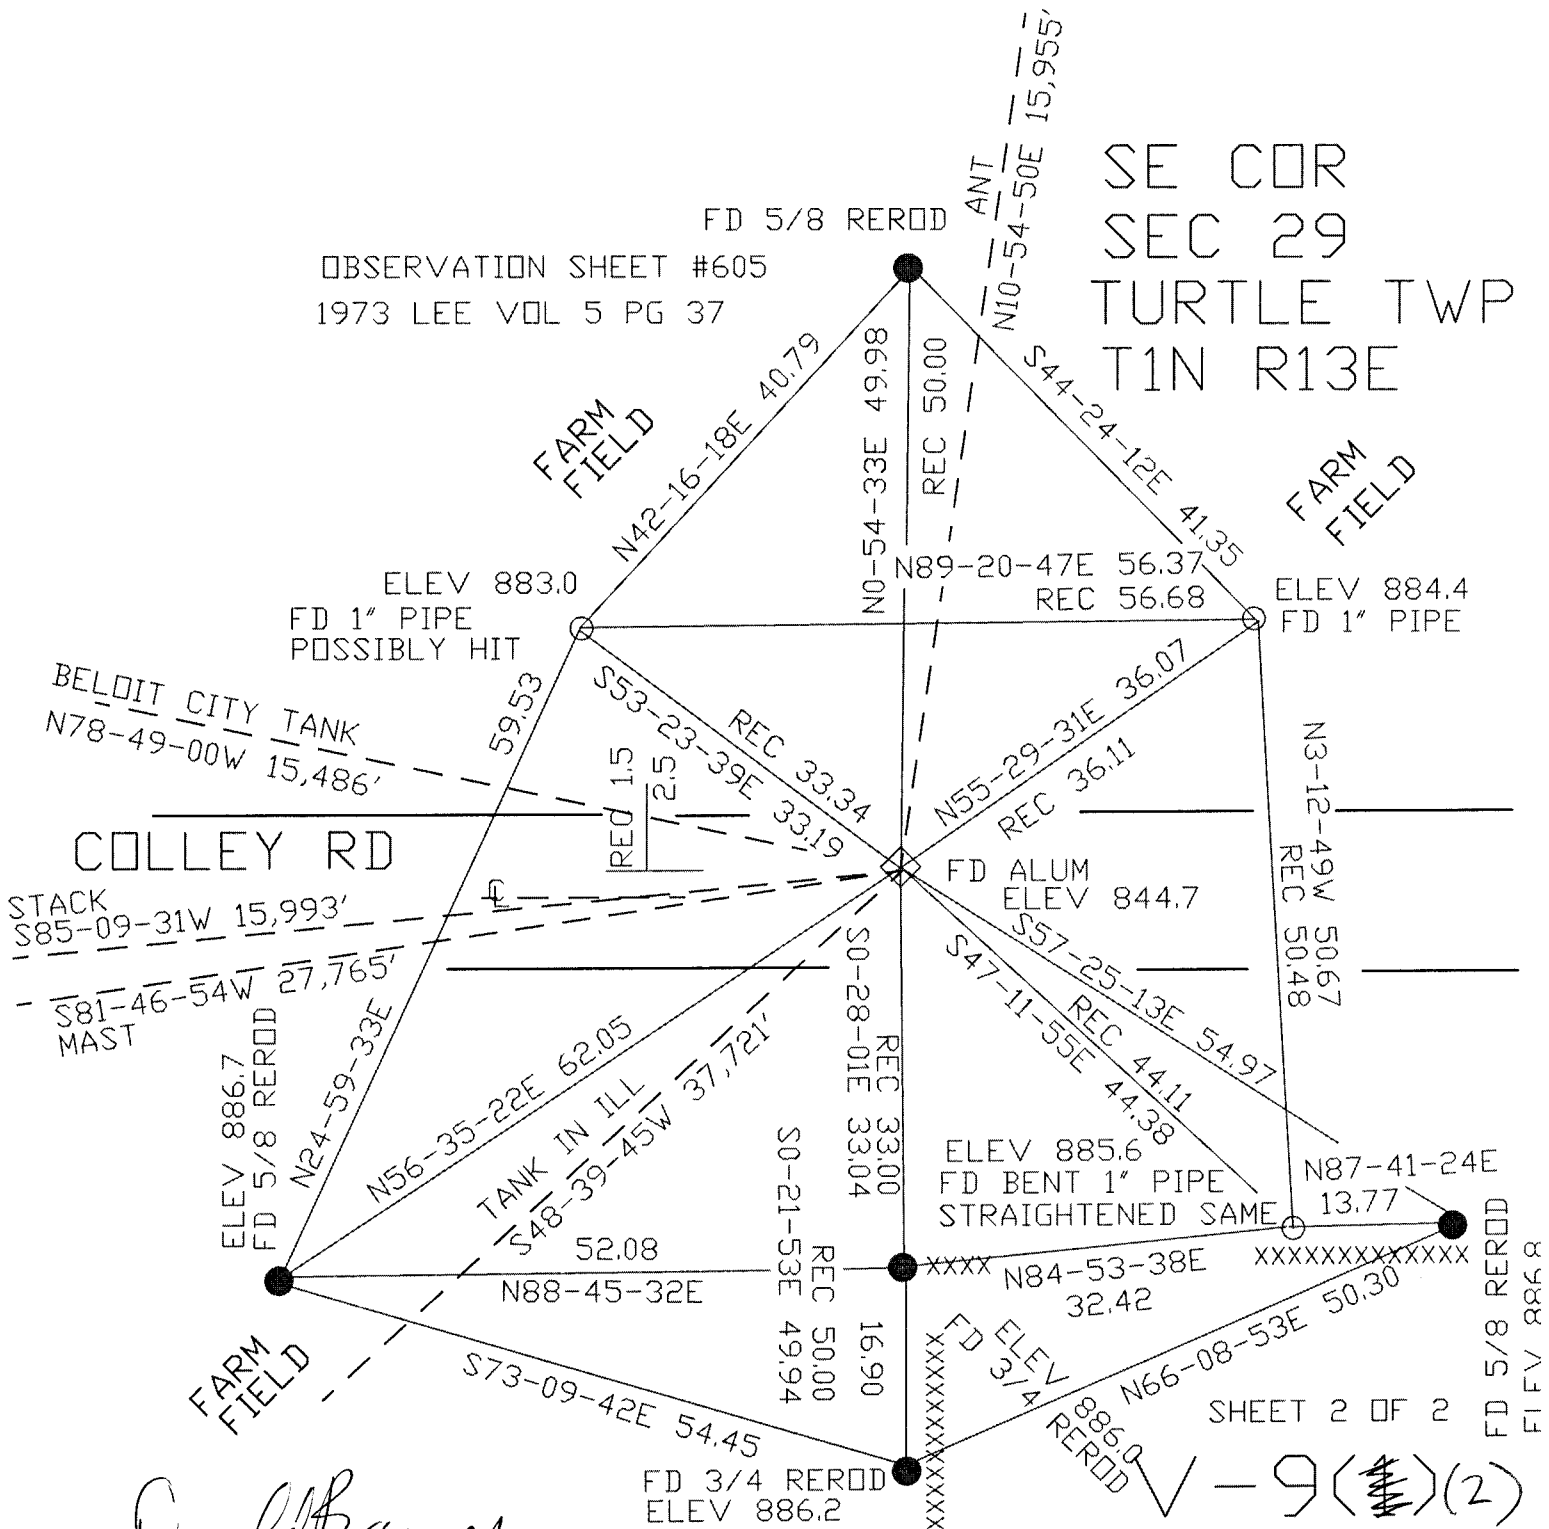 ANT
N10-54-50E 15,955'
SE COR
SEC 29
TURTLE TWP
T1N R13E
FD 5/8 REROD
OBSERVATION SHEET #605
1973 LEE VOL 5 PG 37
N42-16-18E 40.79
N0-54-33E 49.98
REC 50.00
S44-24-12E 41.35
FARM
FIELD
FARM
FIELD
N89-20-47E 56.37
REC 56.68
ELEV 883.0
FD 1" PIPE
POSSIBLY HIT
ELEV 884.4
FD 1" PIPE
BELOIT CITY TANK
N78-49-00W 15,486'
59.53
N24-59-33E
REC 33.34
S53-23-39E 33.19
REC 1.5
2.5
N55-29-31E 36.07
REC 36.11
N3-12-49W 50.67
REC 50.48
COLLEY RD
FD ALUM
ELEV 844.7
STACK
S85-09-31W 15,993'
℄
S81-46-54W 27,765'
MAST
S57-25-13E 54.97
REC 44.11
S47-11-55E 44.38
REC 33.00
S0-28-01E 33.04
ELEV 886.7
FD 5/8 REROD
N56-35-22E 62.05
TANK IN ILL
S48-39-45W 37,721'
ELEV 885.6
FD BENT 1" PIPE
STRAIGHTENED SAME
N87-41-24E
13.77
52.08
N88-45-32E
16.90
REC 50.00
S0-21-53E 49.94
XXXX
N84-53-38E
32.42
XXXXXXXXXXXXX
FD 5/8 REROD
ELEV 886.8
ELEV 886.0
FD 3/4 REROD
N66-08-53E 50.30
FARM
FIELD
S73-09-42E 54.45
FD 3/4 REROD
ELEV 886.2
SHEET 2 OF 2
V-9 (2)